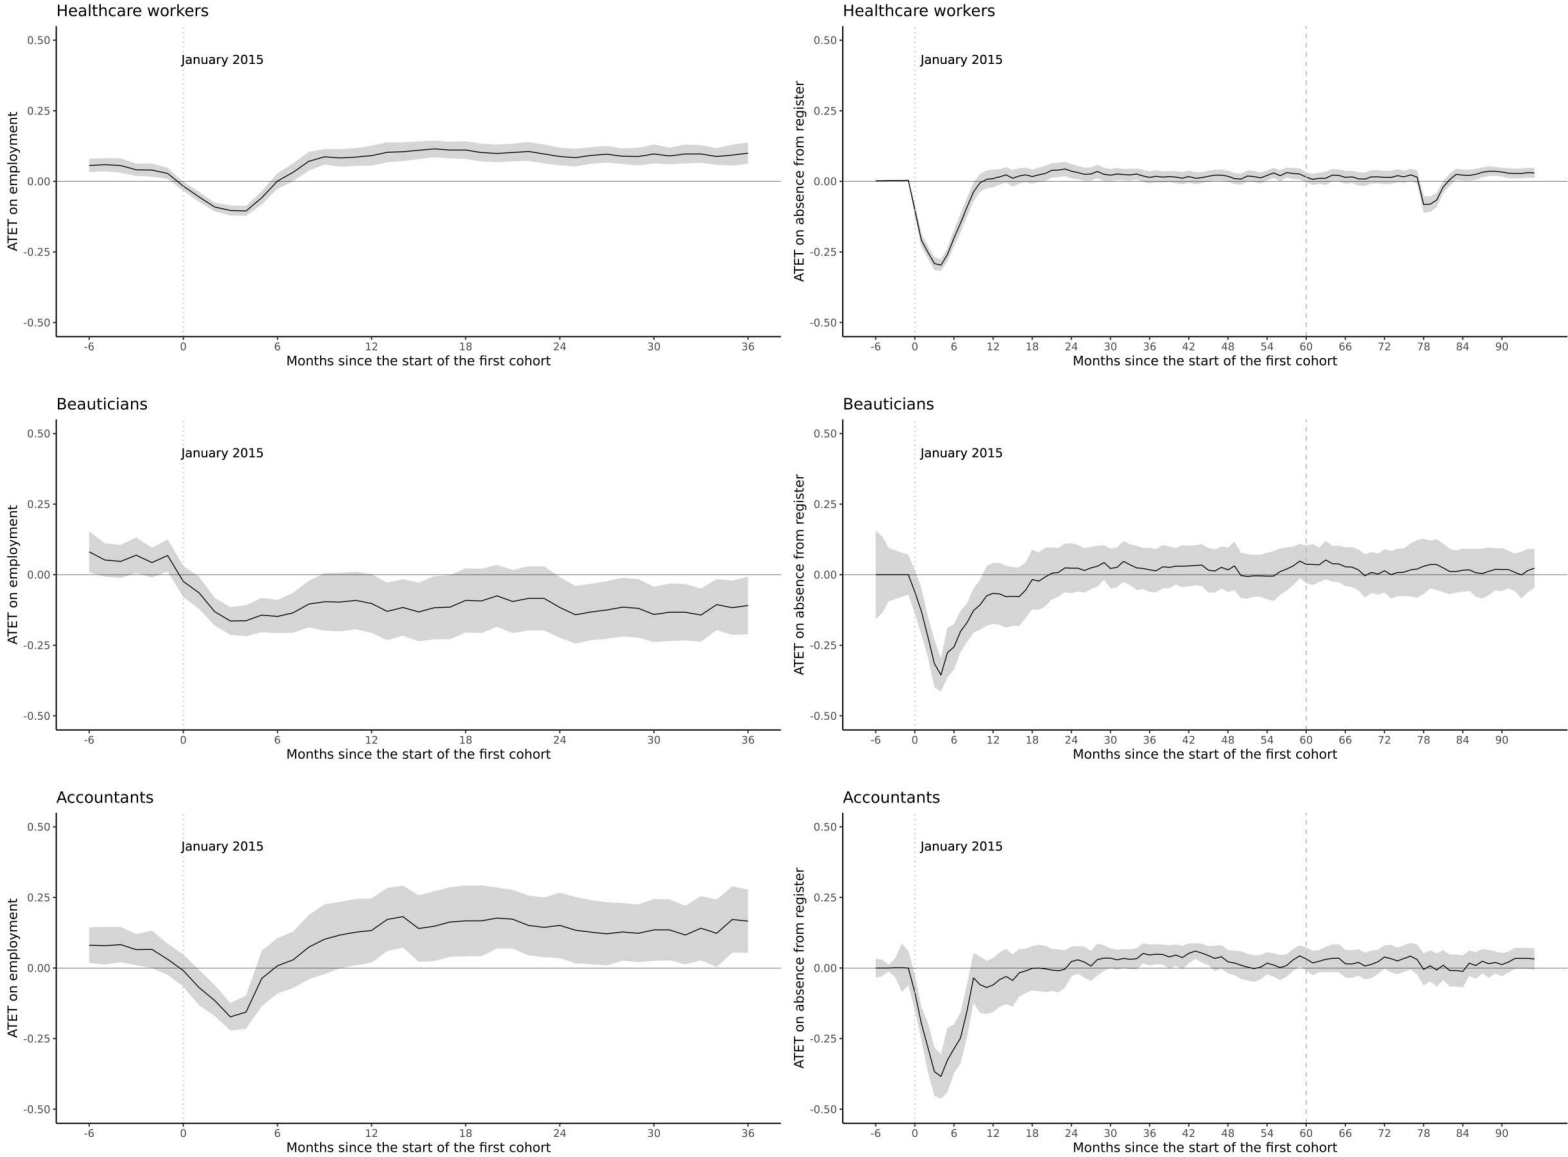 Healthcare workers
ATET on employment
0.50
0.25
0.00
-0.25
-0.50
January 2015
-6 0 6 12 18 24 30 36
Months since the start of the first cohort
Healthcare workers
ATET on absence from register
0.50
0.25
0.00
-0.25
-0.50
January 2015
-6 0 6 12 18 24 30 36 42 48 54 60 66 72 78 84 90
Months since the start of the first cohort
Beauticians
ATET on employment
0.50
0.25
0.00
-0.25
-0.50
January 2015
-6 0 6 12 18 24 30 36
Months since the start of the first cohort
Beauticians
ATET on absence from register
0.50
0.25
0.00
-0.25
-0.50
January 2015
-6 0 6 12 18 24 30 36 42 48 54 60 66 72 78 84 90
Months since the start of the first cohort
Accountants
ATET on employment
0.50
0.25
0.00
-0.25
-0.50
January 2015
-6 0 6 12 18 24 30 36
Months since the start of the first cohort
Accountants
ATET on absence from register
0.50
0.25
0.00
-0.25
-0.50
January 2015
-6 0 6 12 18 24 30 36 42 48 54 60 66 72 78 84 90
Months since the start of the first cohort